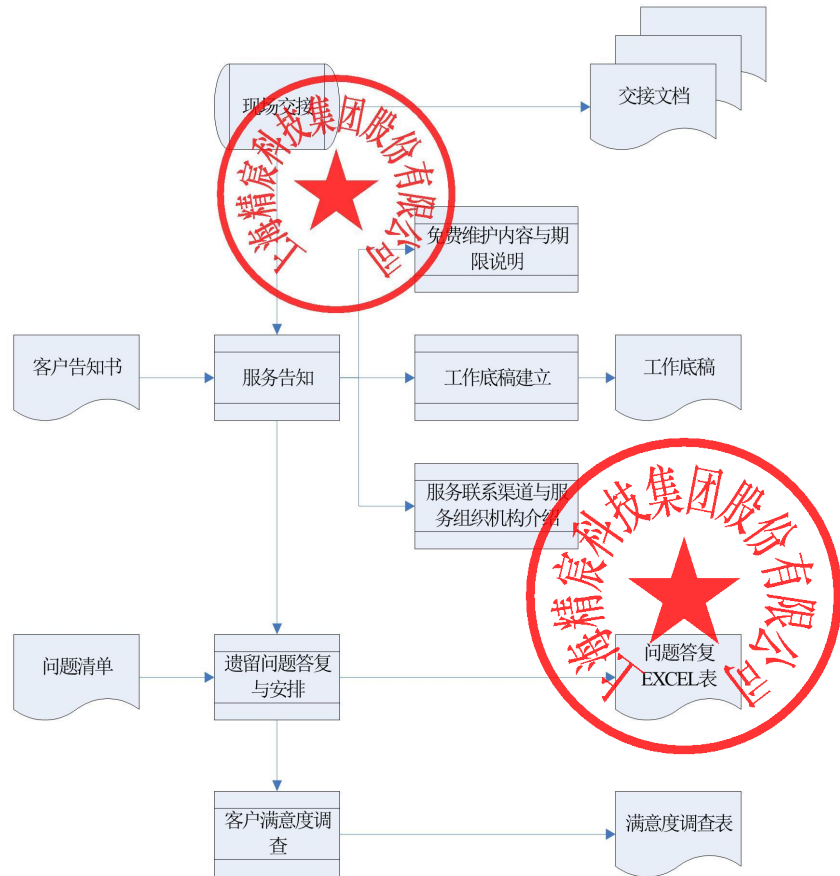 现场交接
交接文档
上海精宸科技集团股份有限公司
免费维护内容与期
限说明
客户告知书
服务告知
工作底稿建立
工作底稿
服务联系渠道与服
务组织机构介绍
上海精宸科技集团股份有限公司
问题清单
遗留问题答复
与安排
问题答复
EXCEL表
客户满意度调
查
满意度调查表